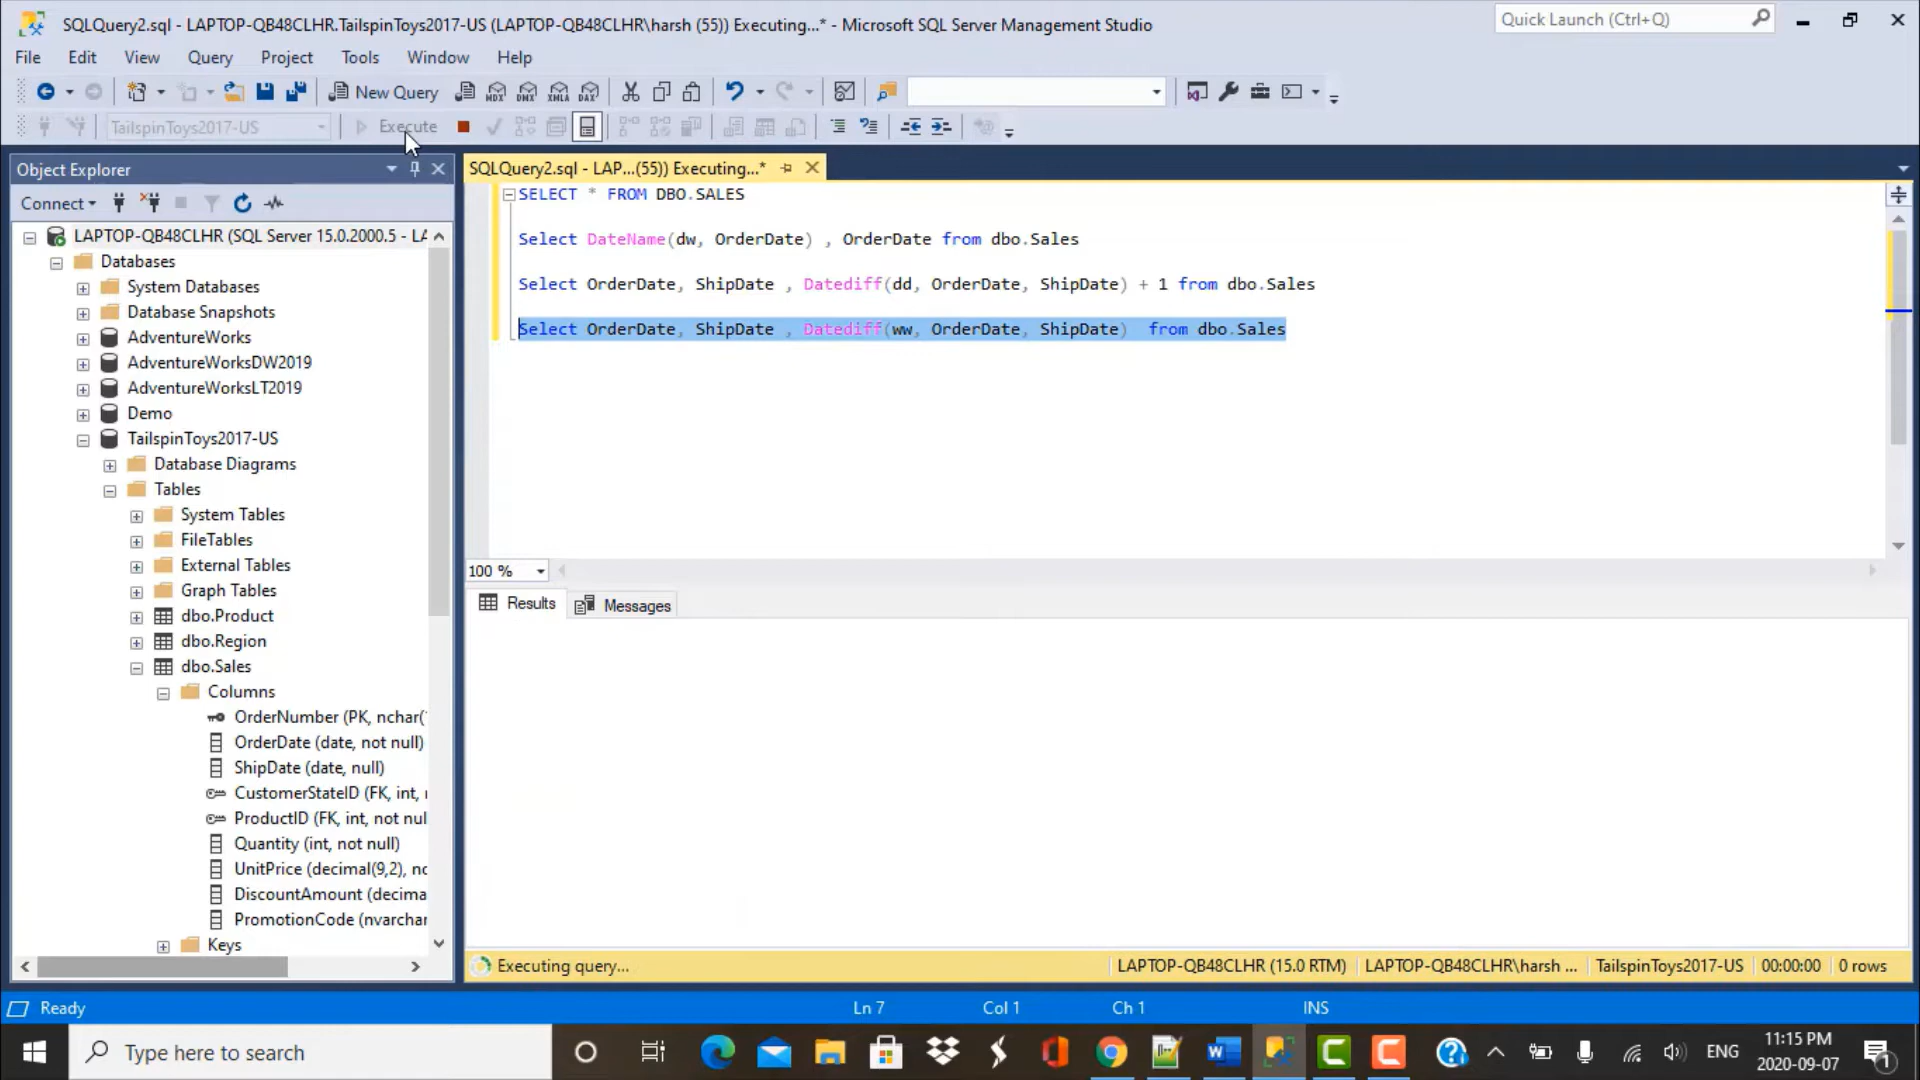 SQLQuery2.sql - LAPTOP-QB48CLHR.TailspinToys2017-US (LAPTOP-QB48CLHR\harsh (55)) Executing...* - Microsoft SQL Server Management Studio
Quick Launch (Ctrl+Q)
File Edit View Query Project Tools Window Help
New Query
MDX DMX XMLA DAX
TailspinToys2017-US
Execute
Object Explorer
SQLQuery2.sql - LAP...(55)) Executing...*
Connect
LAPTOP-QB48CLHR (SQL Server 15.0.2000.5 - LA
Databases
System Databases
Database Snapshots
AdventureWorks
AdventureWorksDW2019
AdventureWorksLT2019
Demo
TailspinToys2017-US
Database Diagrams
Tables
System Tables
FileTables
External Tables
Graph Tables
dbo.Product
dbo.Region
dbo.Sales
Columns
OrderNumber (PK, nchar(
OrderDate (date, not null)
ShipDate (date, null)
CustomerStateID (FK, int,
ProductID (FK, int, not nul
Quantity (int, not null)
UnitPrice (decimal(9,2), nc
DiscountAmount (decima
PromotionCode (nvarchar
Keys
SELECT * FROM DBO.SALES
Select DateName(dw, OrderDate) , OrderDate from dbo.Sales
Select OrderDate, ShipDate , Datediff(dd, OrderDate, ShipDate) + 1 from dbo.Sales
Select OrderDate, ShipDate , Datediff(ww, OrderDate, ShipDate)  from dbo.Sales
100 %
Results Messages
Executing query... LAPTOP-QB48CLHR (15.0 RTM) LAPTOP-QB48CLHR\harsh ... TailspinToys2017-US 00:00:00 0 rows
Ready Ln 7 Col 1 Ch 1 INS
Type here to search
ENG
11:15 PM
2020-09-07
1